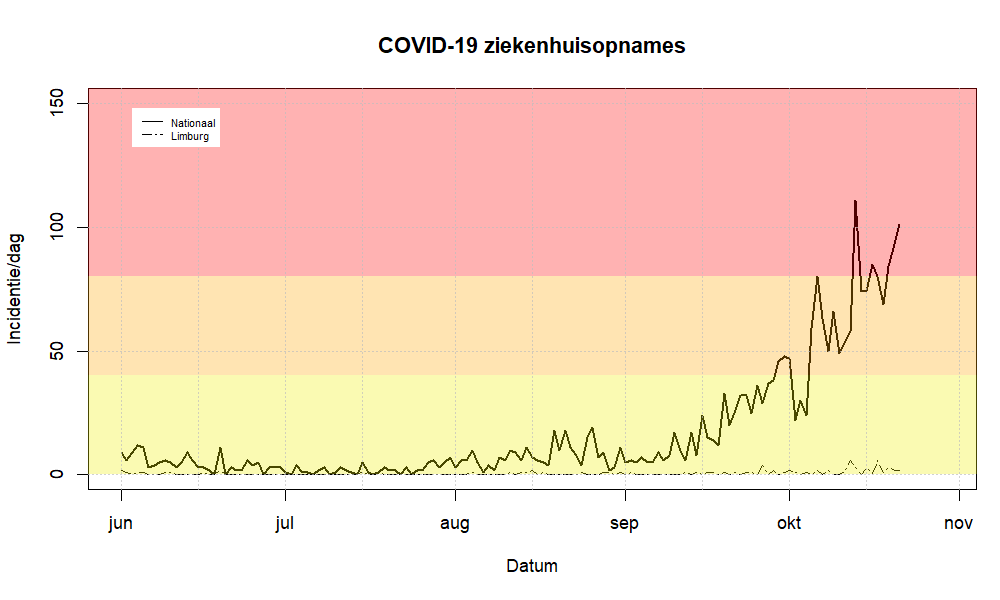 COVID-19 ziekenhuisopnames
Nationaal
Limburg
150
100
50
0
Incidentie/dag
jun
jul
aug
sep
okt
nov
Datum